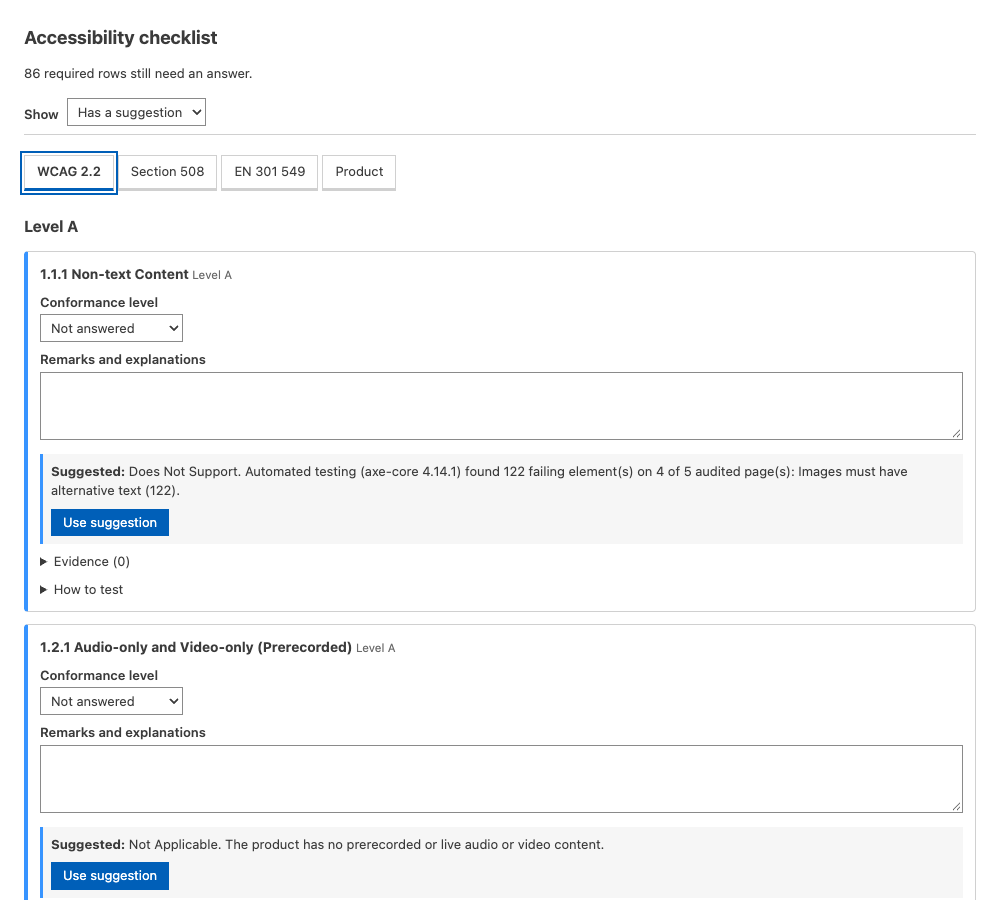 Accessibility checklist
86 required rows still need an answer.
Show Has a suggestion
WCAG 2.2 Section 508 EN 301 549 Product
Level A
1.1.1 Non-text Content Level A
Conformance level
Not answered
Remarks and explanations
Suggested: Does Not Support. Automated testing (axe-core 4.14.1) found 122 failing element(s) on 4 of 5 audited page(s): Images must have
alternative text (122).
Use suggestion
Evidence (0)
How to test
1.2.1 Audio-only and Video-only (Prerecorded) Level A
Conformance level
Not answered
Remarks and explanations
Suggested: Not Applicable. The product has no prerecorded or live audio or video content.
Use suggestion